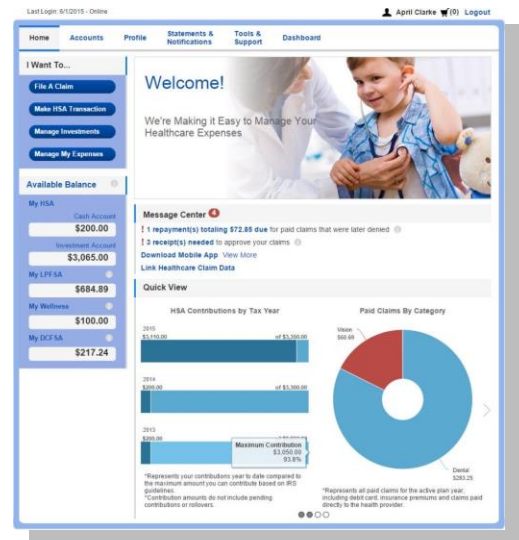 Last Login: 6/1/2015 - Online
April Clarke (0) Logout
Home Accounts Profile Statements & Notifications Tools & Support Dashboard
I Want To...
File A Claim
Make HSA Transaction
Manage Investments
Manage My Expenses
Available Balance
My HSA
Cash Account
$200.00
Investment Account
$3,065.00
My LPFSA
$684.89
My Wellness
$100.00
My DCFSA
$217.24
Welcome!
We're Making it Easy to Manage Your
Healthcare Expenses
Message Center 4
! 1 repayment(s) totaling $72.85 due for paid claims that were later denied
! 3 receipt(s) needed to approve your claims
Download Mobile App View More
Link Healthcare Claim Data
Quick View
HSA Contributions by Tax Year
2015
$3,110.00 of $3,350.00
2014
$200.00 of $3,300.00
2013
$200.00
Maximum Contribution
$3,050.00
93.8%
*Represents your contributions year to date compared to
the maximum amount you can contribute based on IRS
guidelines.
*Contribution amounts do not include pending
contributions or rollovers.
Paid Claims By Category
Vision
Dental
$283.25
*Represents all paid claims for the active plan year,
including debit card, insurance premiums and claims paid
directly to the health provider.